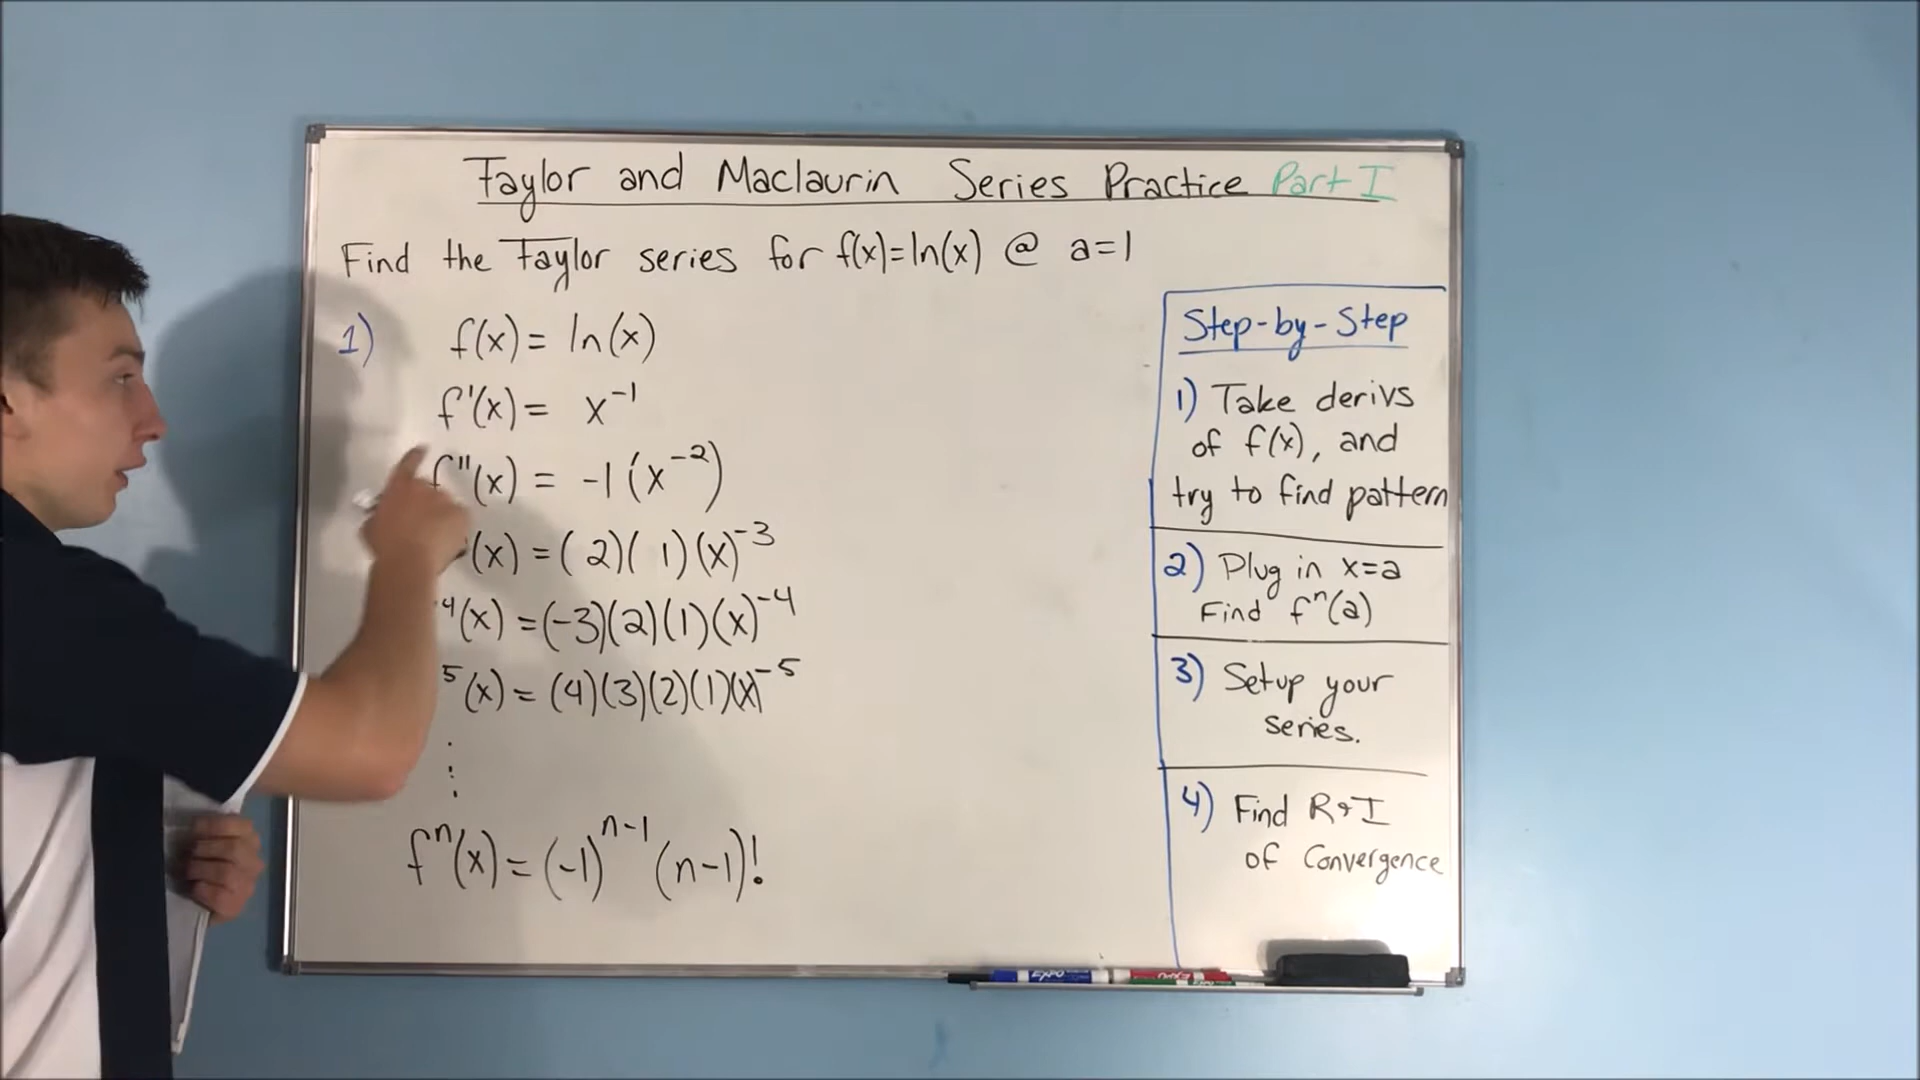 Taylor and Maclaurin Series Practice Part I
Find the Taylor series for f(x)=ln(x) @ a=1
1) f(x) = ln(x)
f'(x) = x^-1
f''(x) = -1(x^-2)
(x) = (2)(1)(x)^-3
4(x) = (-3)(2)(1)(x)^-4
5(x) = (4)(3)(2)(1)(x)^-5
⋮
f^n(x) = (-1)^n-1 (n-1)!
Step-by-Step
1) Take derivs
of f(x), and
try to find pattern
2) Plug in x=a
Find f^n(a)
3) Setup your
series.
4) Find R&I
of Convergence
EXPO
EXPO